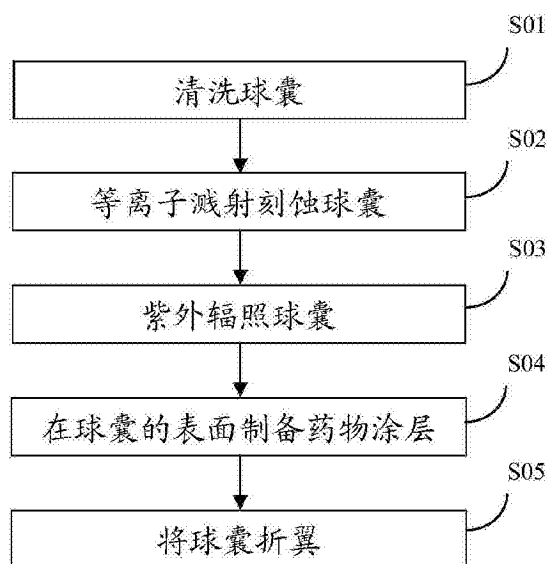 S01
清洗球囊
S02
等离子溅射刻蚀球囊
S03
紫外辐照球囊
S04
在球囊的表面制备药物涂层
S05
将球囊折翼